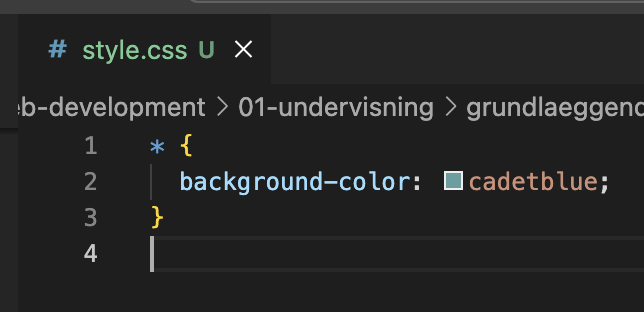 # style.css U ×
eb-development > 01-undervisning > grundlaeggend
1 * {
2 background-color: cadetblue;
3 }
4